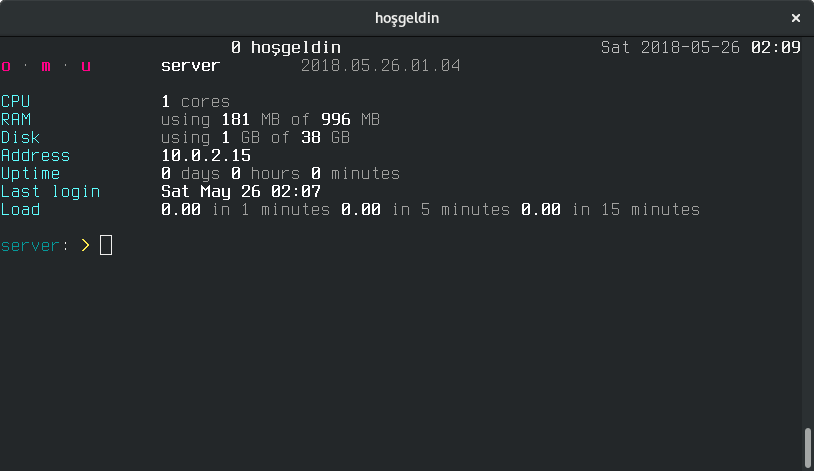 hoşgeldin ×
0 hoşgeldin Sat 2018-05-26 02:09
o · m · u server 2018.05.26.01.04
CPU 1 cores
RAM using 181 MB of 996 MB
Disk using 1 GB of 38 GB
Address 10.0.2.15
Uptime 0 days 0 hours 0 minutes
Last login Sat May 26 02:07
Load 0.00 in 1 minutes 0.00 in 5 minutes 0.00 in 15 minutes
server: >